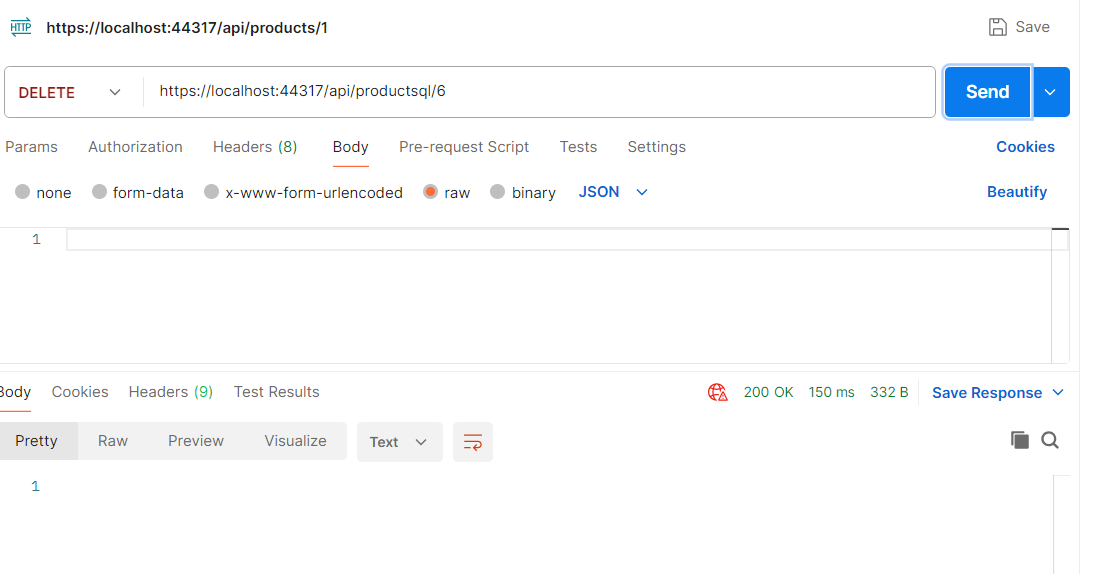 HTTP https://localhost:44317/api/products/1 Save
DELETE https://localhost:44317/api/productsql/6 Send
Params Authorization Headers (8) Body Pre-request Script Tests Settings Cookies
none form-data x-www-form-urlencoded raw binary JSON Beautify
1
Body Cookies Headers (9) Test Results 200 OK 150 ms 332 B Save Response
Pretty Raw Preview Visualize Text
1